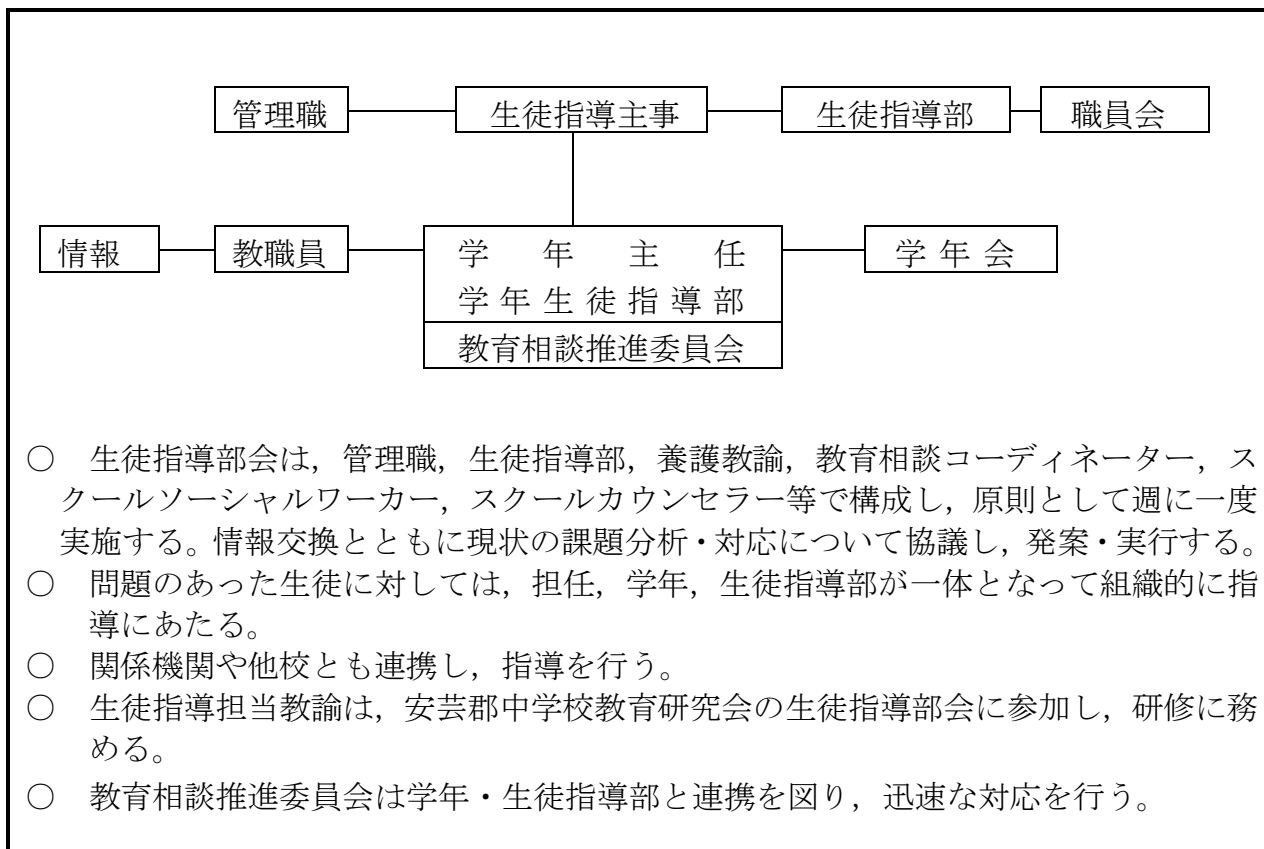 管理職 生徒指導主事 生徒指導部 職員会
情報 教職員 学年主任 学年会
学年生徒指導部
教育相談推進委員会
○ 生徒指導部会は，管理職，生徒指導部，養護教諭，教育相談コーディネーター，ス
クールソーシャルワーカー，スクールカウンセラー等で構成し，原則として週に一度
実施する。情報交換とともに現状の課題分析・対応について協議し，発案・実行する。
○ 問題のあった生徒に対しては，担任，学年，生徒指導部が一体となって組織的に指
導にあたる。
○ 関係機関や他校とも連携し，指導を行う。
○ 生徒指導担当教諭は，安芸郡中学校教育研究会の生徒指導部会に参加し，研修に務
める。
○ 教育相談推進委員会は学年・生徒指導部と連携を図り，迅速な対応を行う。